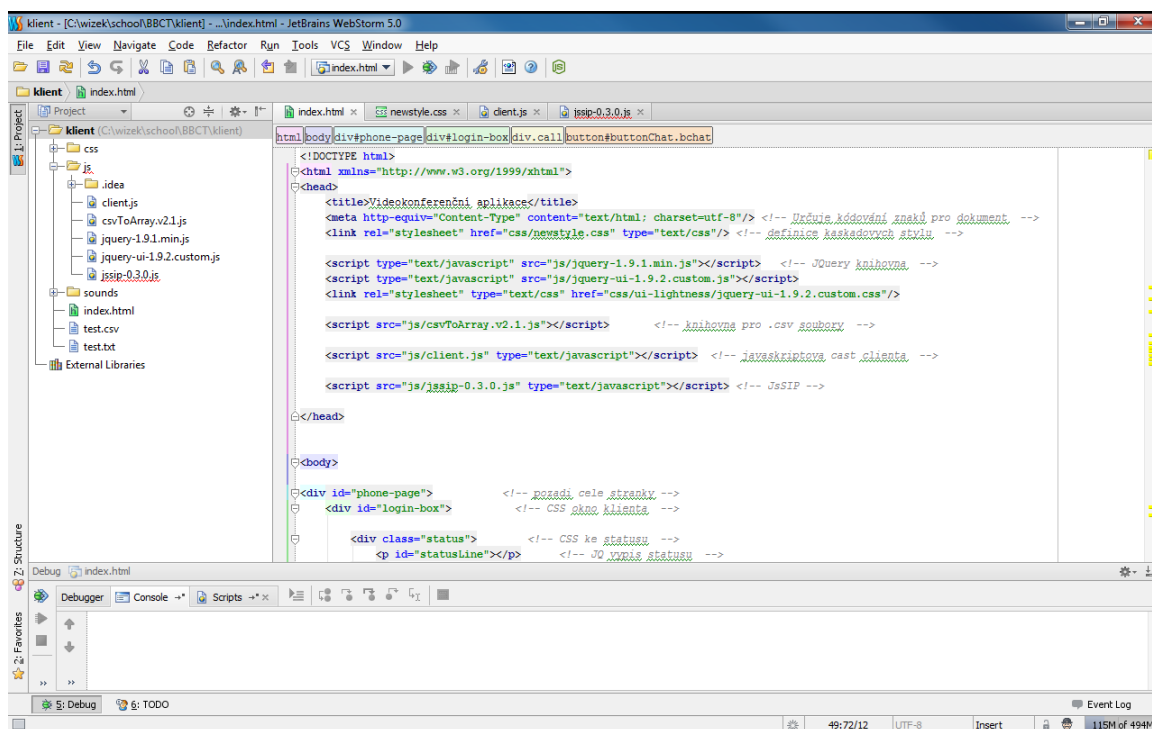 klient - [C:\wizek\school\BBCT\klient] - ...\index.html - JetBrains WebStorm 5.0
File Edit View Navigate Code Refactor Run Tools VCS Window Help
index.html
klient index.html
Project index.html newstyle.css client.js jssip-0.3.0.js
1: Project
klient (C:\wizek\school\BBCT\klient)
css
js
.idea
client.js
csvToArray.v2.1.js
jquery-1.9.1.min.js
jquery-ui-1.9.2.custom.js
jssip-0.3.0.js
sounds
index.html
test.csv
test.txt
External Libraries
html body div#phone-page div#login-box div.call button#buttonChat.bchat
<!DOCTYPE html>
<html xmlns="http://www.w3.org/1999/xhtml">
<head>
<title>Videokonferenční aplikace</title>
<meta http-equiv="Content-Type" content="text/html; charset=utf-8"/> <!-- Určuje kódování znaků pro dokument -->
<link rel="stylesheet" href="css/newstyle.css" type="text/css"/> <!-- definice kaskadovych stylu -->
<script type="text/javascript" src="js/jquery-1.9.1.min.js"></script> <!-- JQuery knihovna -->
<script type="text/javascript" src="js/jquery-ui-1.9.2.custom.js"></script>
<link rel="stylesheet" type="text/css" href="css/ui-lightness/jquery-ui-1.9.2.custom.css"/>
<script src="js/csvToArray.v2.1.js"></script> <!-- knihovna pro .csv soubory -->
<script src="js/client.js" type="text/javascript"></script> <!-- javaskriptova cast clienta -->
<script src="js/jssip-0.3.0.js" type="text/javascript"></script> <!-- JsSIP -->
</head>
<body>
<div id="phone-page"> <!-- pozadi cele stranky -->
<div id="login-box"> <!-- CSS okno klienta -->
<div class="status"> <!-- CSS ke statusu -->
<p id="statusLine"></p> <!-- JQ vypis statusu -->
Z: Structure
2: Favorites
Debug index.html
Debugger Console Scripts
5: Debug 6: TODO Event Log
49:72/12 UTF-8 Insert 115M of 494M